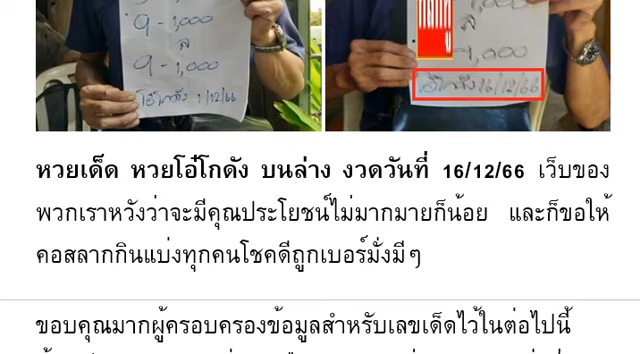 9 - 1,000
ล
9 - 1,000
โอ๋โกดัง 1/12/66
1,000
ล
-1,000
โอ๋โกดัง 16/12/66
หวยเด็ด หวยโอ๋โกดัง บนล่าง งวดวันที่ 16/12/66 เว็บของ
พวกเราหวังว่าจะมีคุณประโยชน์ไม่มากมายก็น้อย และก็ขอให้
คอสลากกินแบ่งทุกคนโชคดีถูกเบอร์มั่งมีๆ
ขอบคุณมากผู้ครอบครองข้อมูลสำหรับเลขเด็ดไว้ในต่อไปนี้